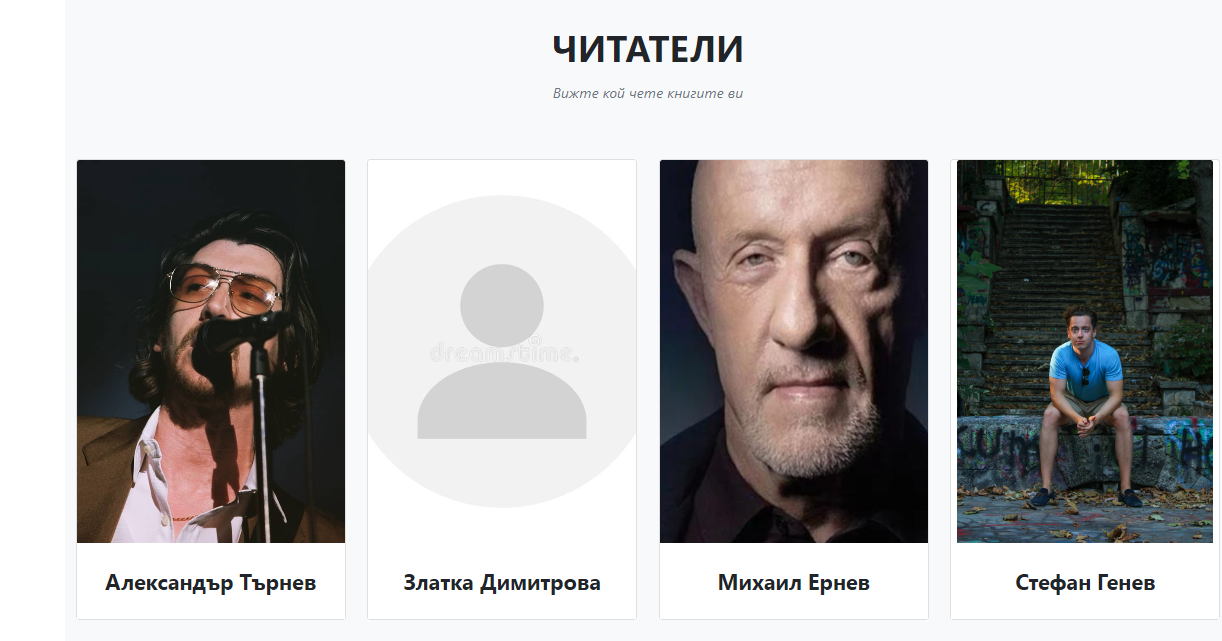 ЧИТАТЕЛИ
Вижте кой чете книгите ви
dreamstime.
Александър Търнев
Златка Димитрова
Михаил Ернев
Стефан Генев